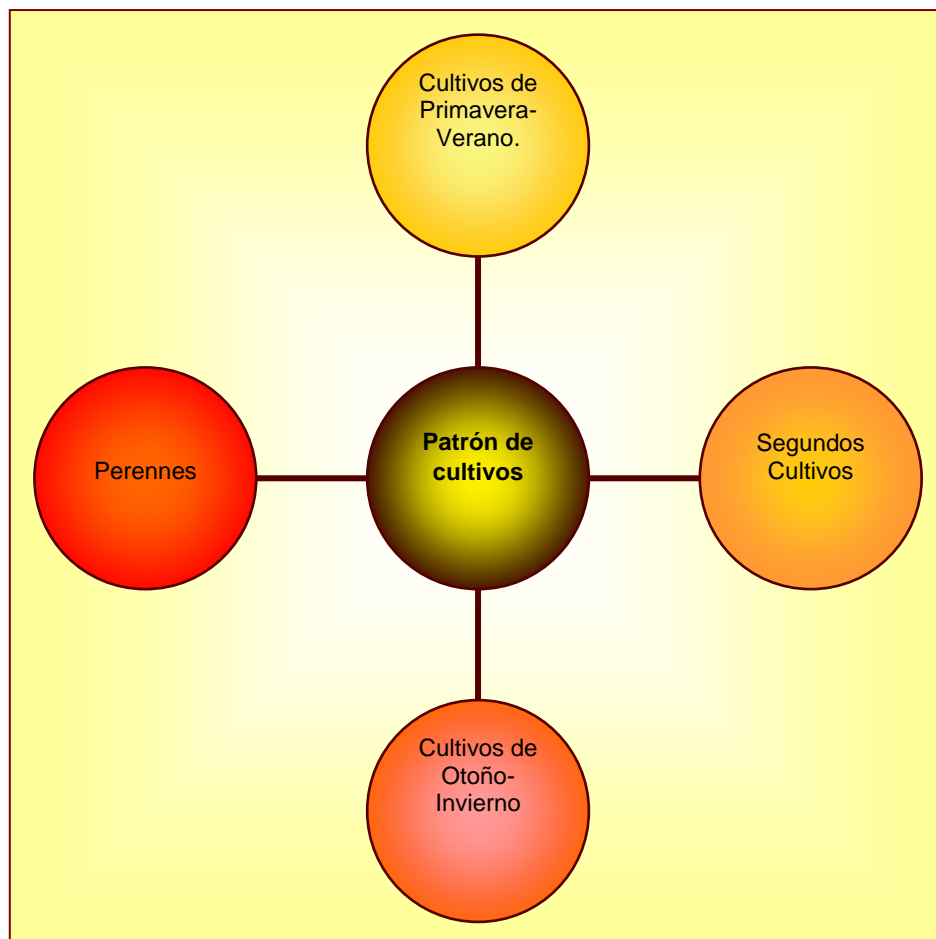 Cultivos de
Primavera-
Verano.
Perennes
Patrón de
cultivos
Segundos
Cultivos
Cultivos de
Otoño-
Invierno